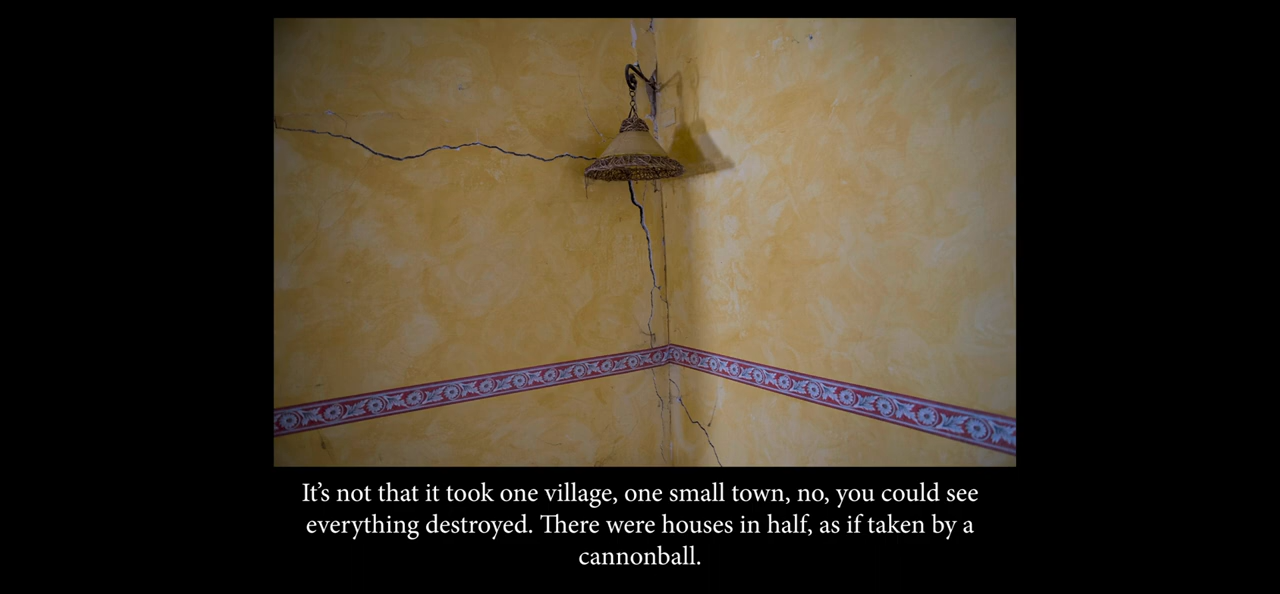 It’s not that it took one village, one small town, no, you could see
everything destroyed. There were houses in half, as if taken by a
cannonball.